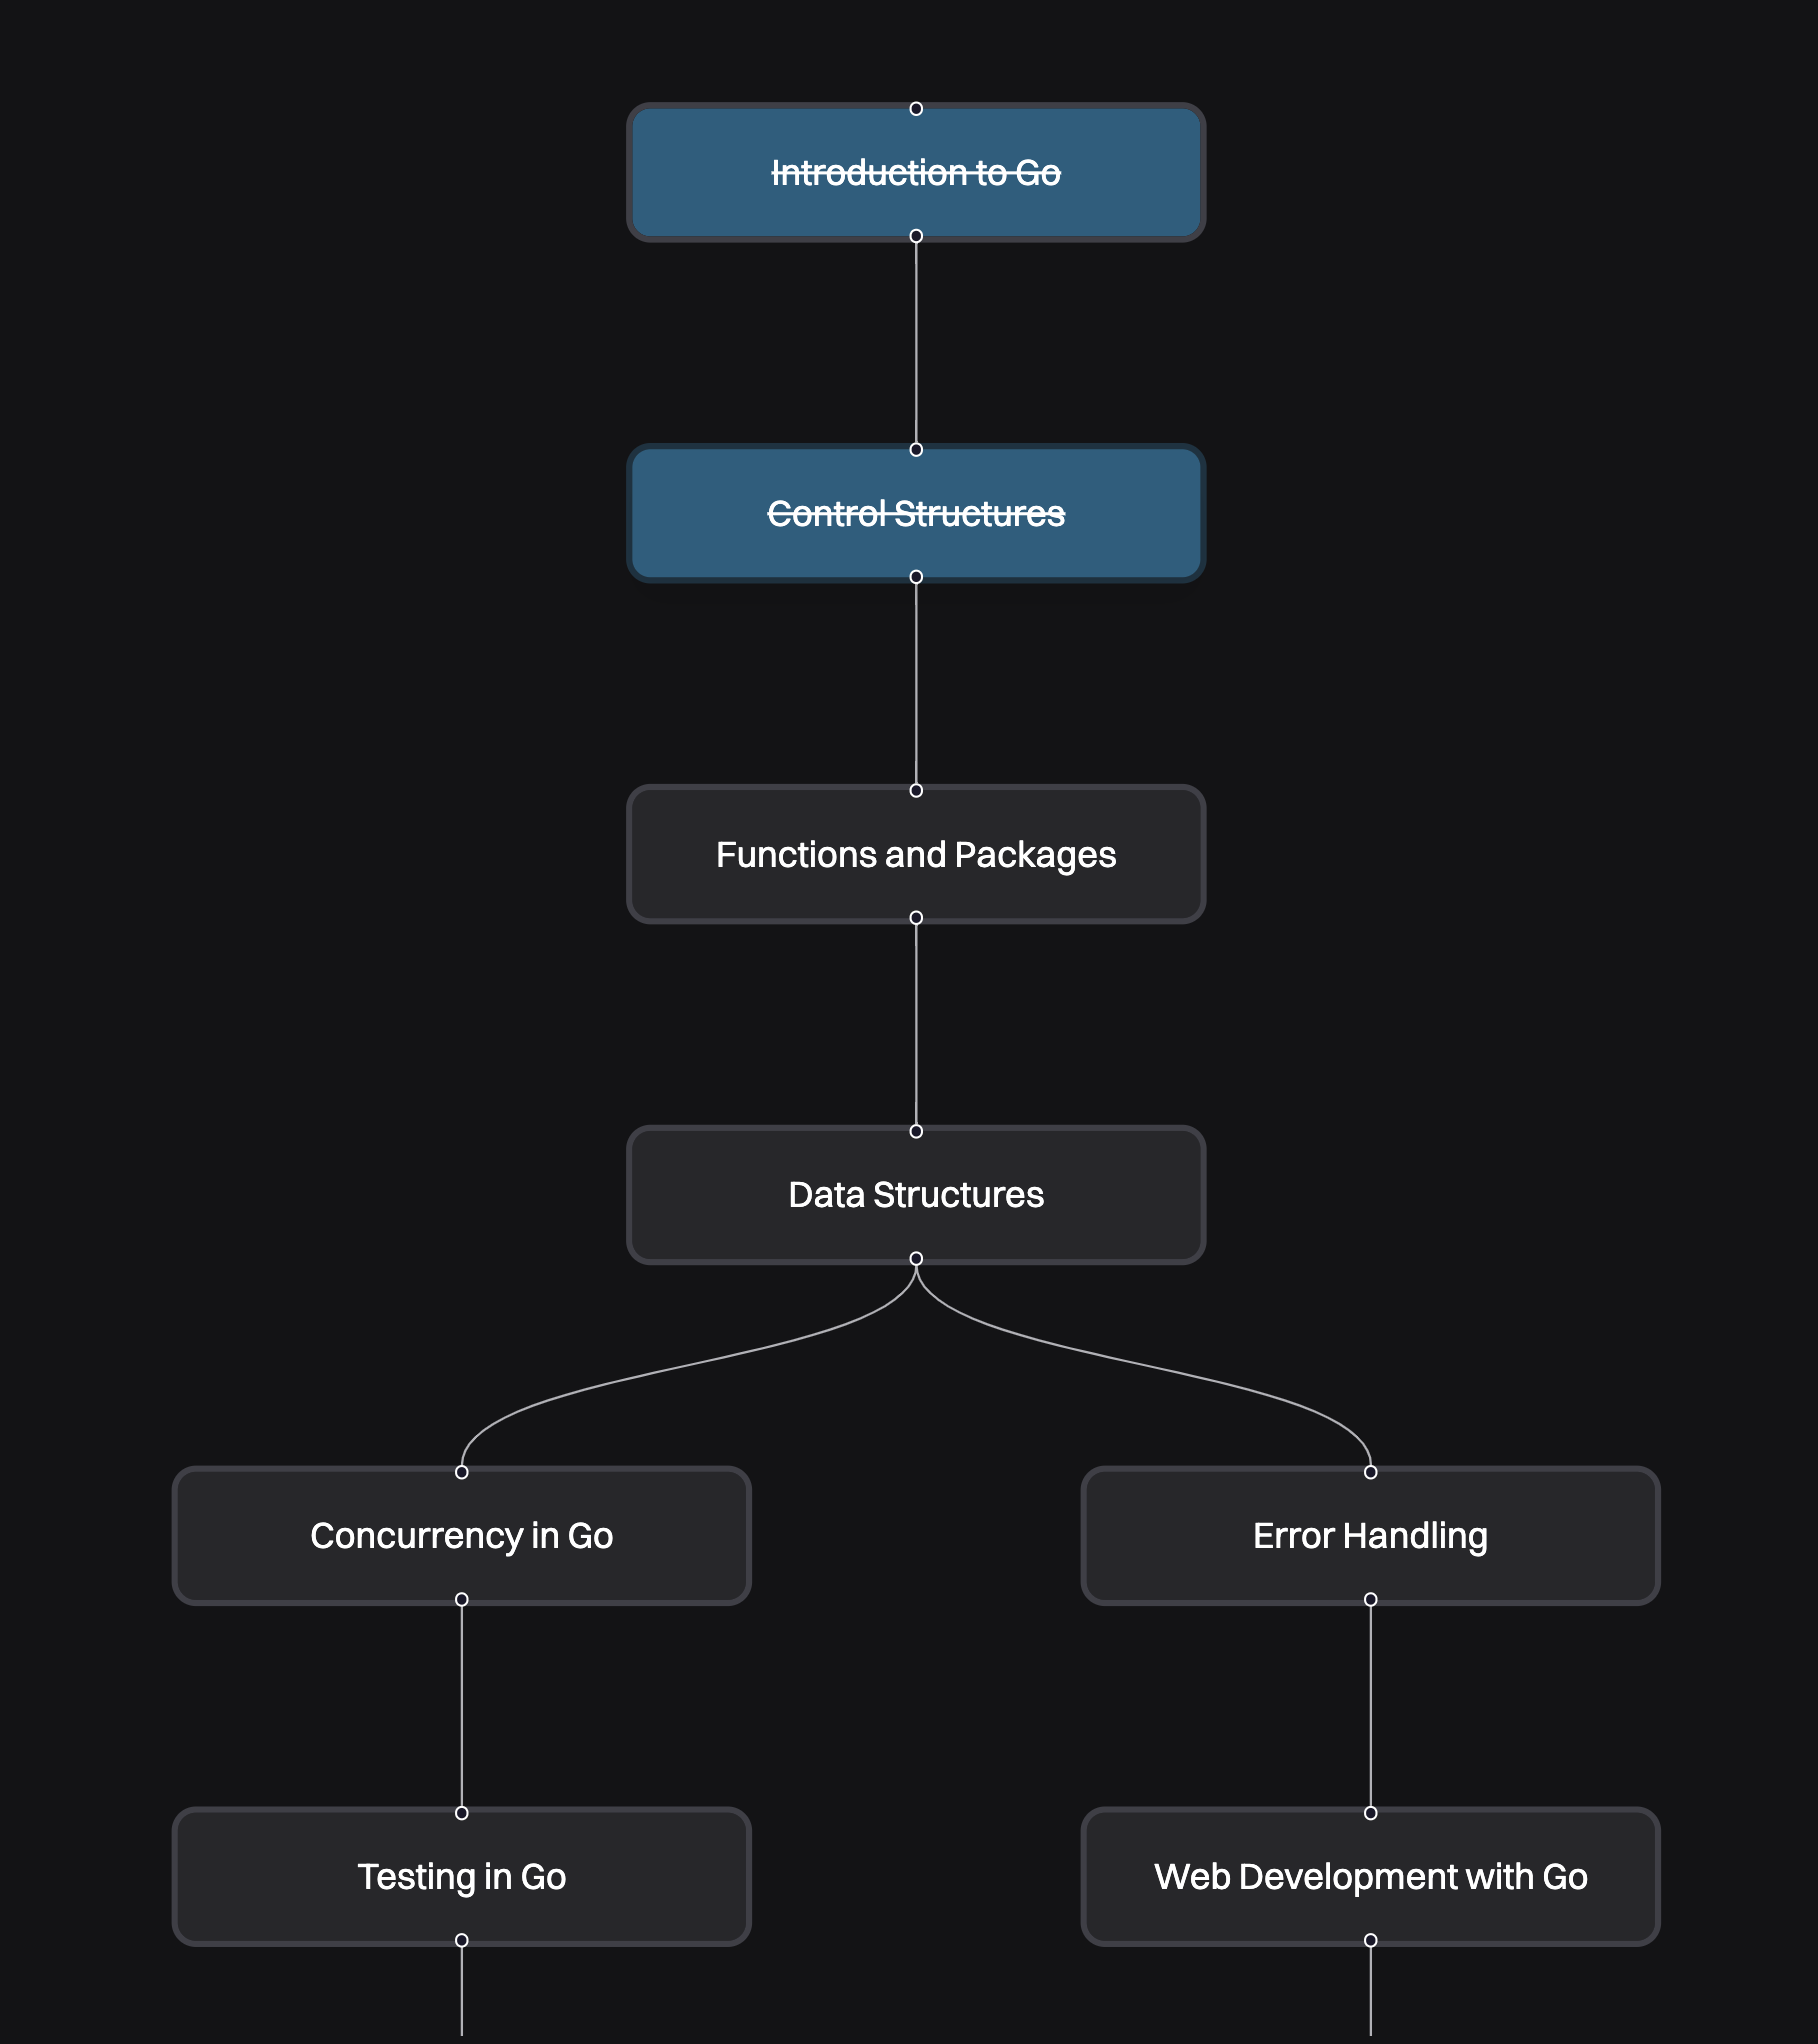 Introduction to Go
Control Structures
Functions and Packages
Data Structures
Concurrency in Go
Error Handling
Testing in Go
Web Development with Go